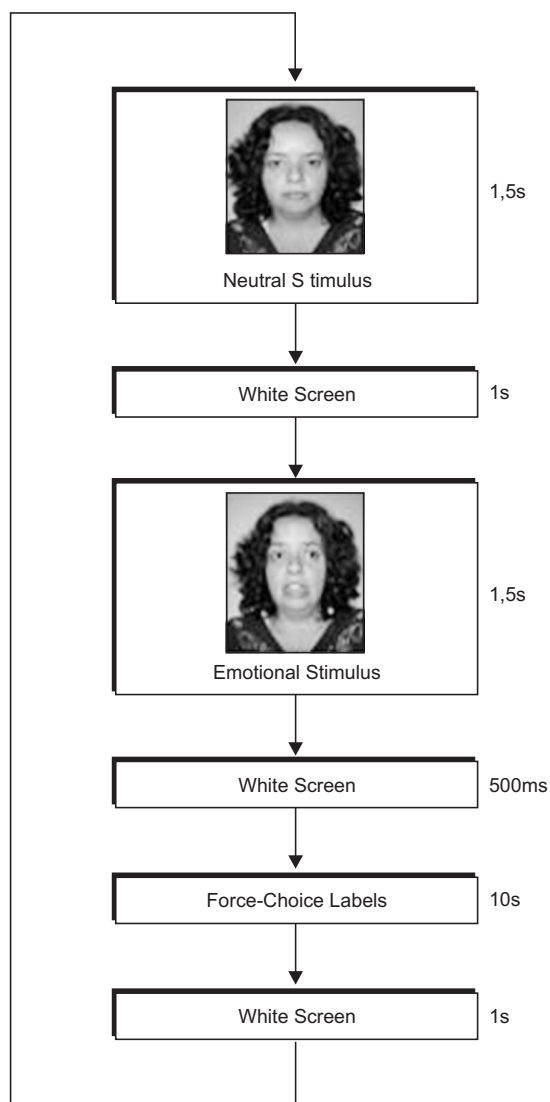 1,5s
Neutral S timulus
White Screen
1s
1,5s
Emotional Stimulus
White Screen
500ms
Force-Choice Labels
10s
White Screen
1s